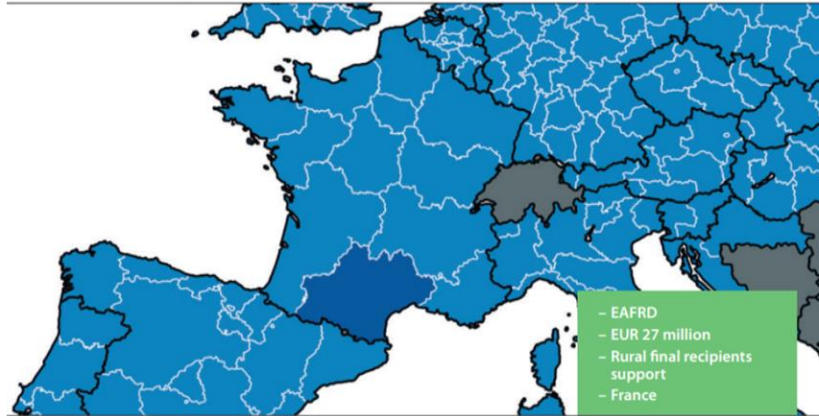 – EAFRD
– EUR 27 million
– Rural final recipients
support
– France